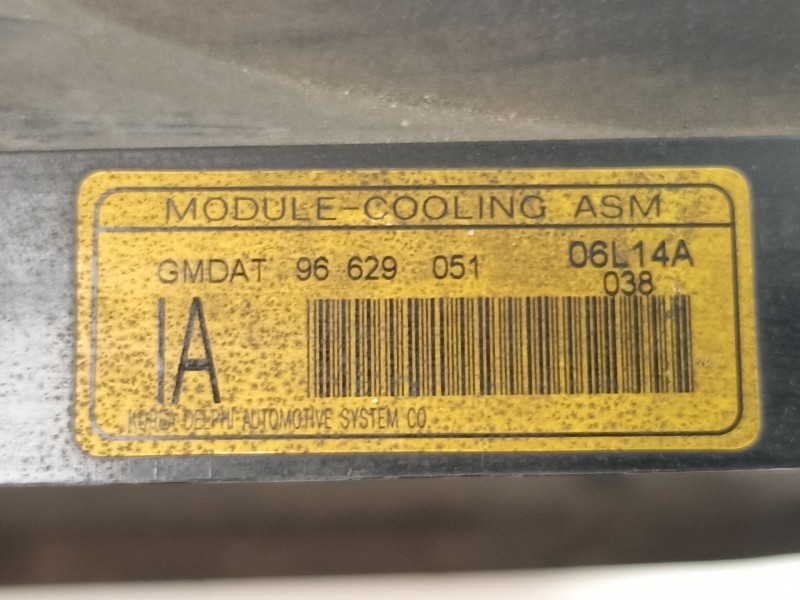 MODULE-COOLING ASM
GMDAT 96 629 051 06L14A
038
IA
KOREA DELPHI AUTOMOTIVE SYSTEM CO.